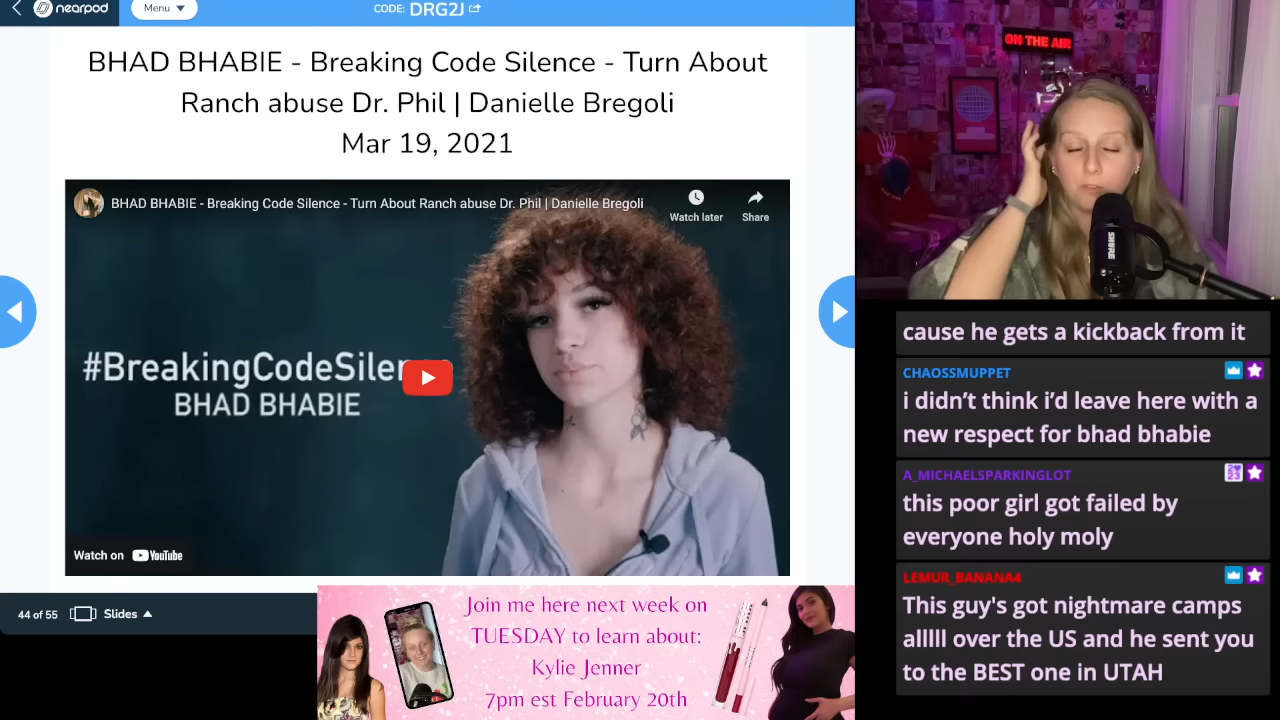 nearpod
Menu
CODE: DRG2J
BHAD BHABIE - Breaking Code Silence - Turn About
Ranch abuse Dr. Phil | Danielle Bregoli
Mar 19, 2021
BHAD BHABIE - Breaking Code Silence - Turn About Ranch abuse Dr. Phil | Danielle Bregoli
Watch later
Share
#BreakingCodeSilen
BHAD BHABIE
Watch on YouTube
44 of 55
Slides
Join me here next week on
TUESDAY to learn about:
Kylie Jenner
7pm est February 20th
ON THE AIR
SHURE
cause he gets a kickback from it
CHAOSSMUPPET
i didn’t think i’d leave here with a
new respect for bhad bhabie
A_MICHAELSPARKINGLOT
this poor girl got failed by
everyone holy moly
LEMUR_BANANA4
This guy's got nightmare camps
alllll over the US and he sent you
to the BEST one in UTAH